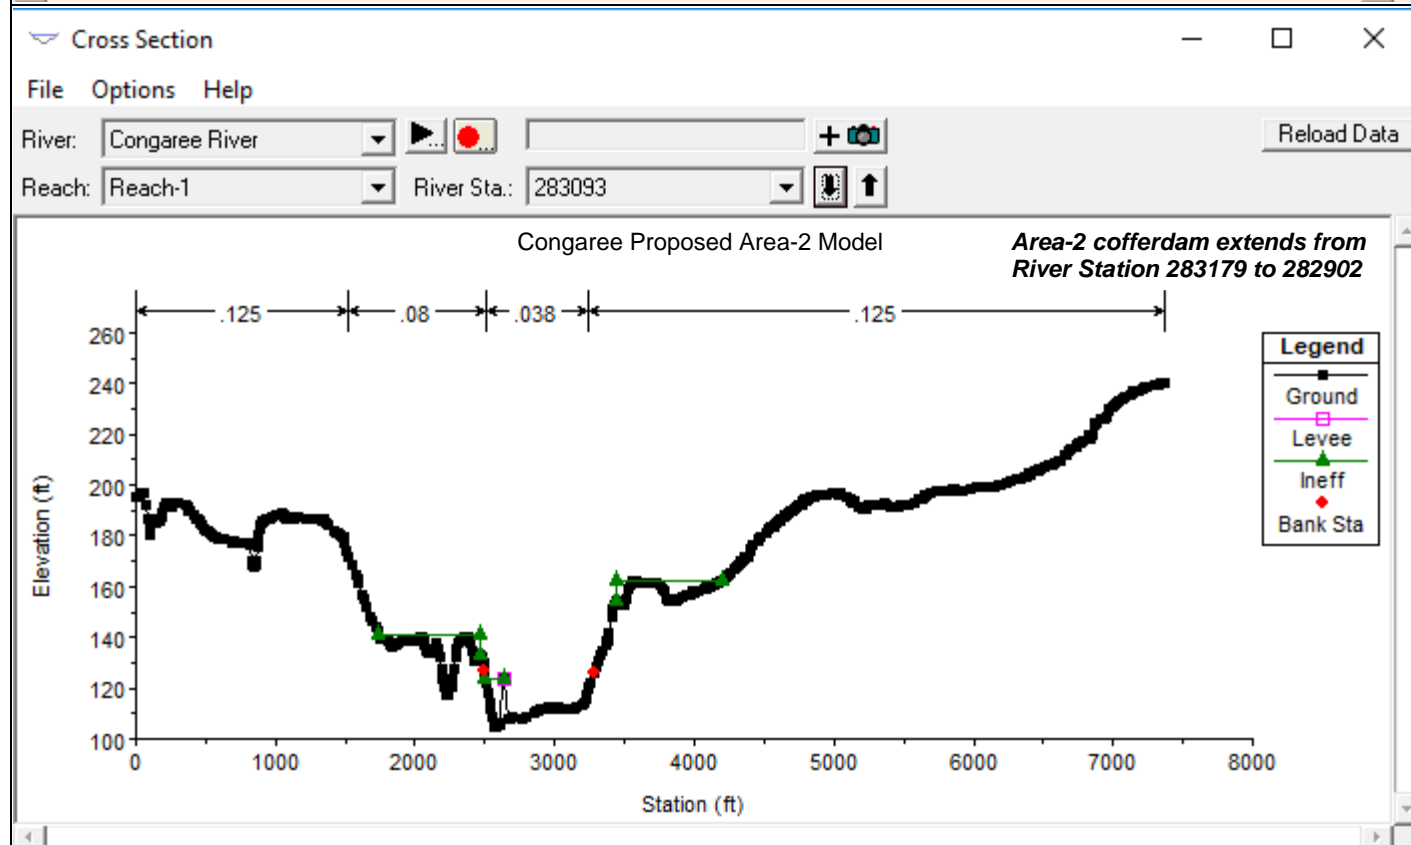 Cross Section
File Options Help
River: Congaree River Reload Data
Reach: Reach-1 River Sta.: 283093
Congaree Proposed Area-2 Model
Area-2 cofferdam extends from
River Station 283179 to 282902
.125 .08 .038 .125
260
240
220
200
180
160
140
120
100
Elevation (ft)
0 1000 2000 3000 4000 5000 6000 7000 8000
Station (ft)
Legend
Ground
Levee
Ineff
Bank Sta